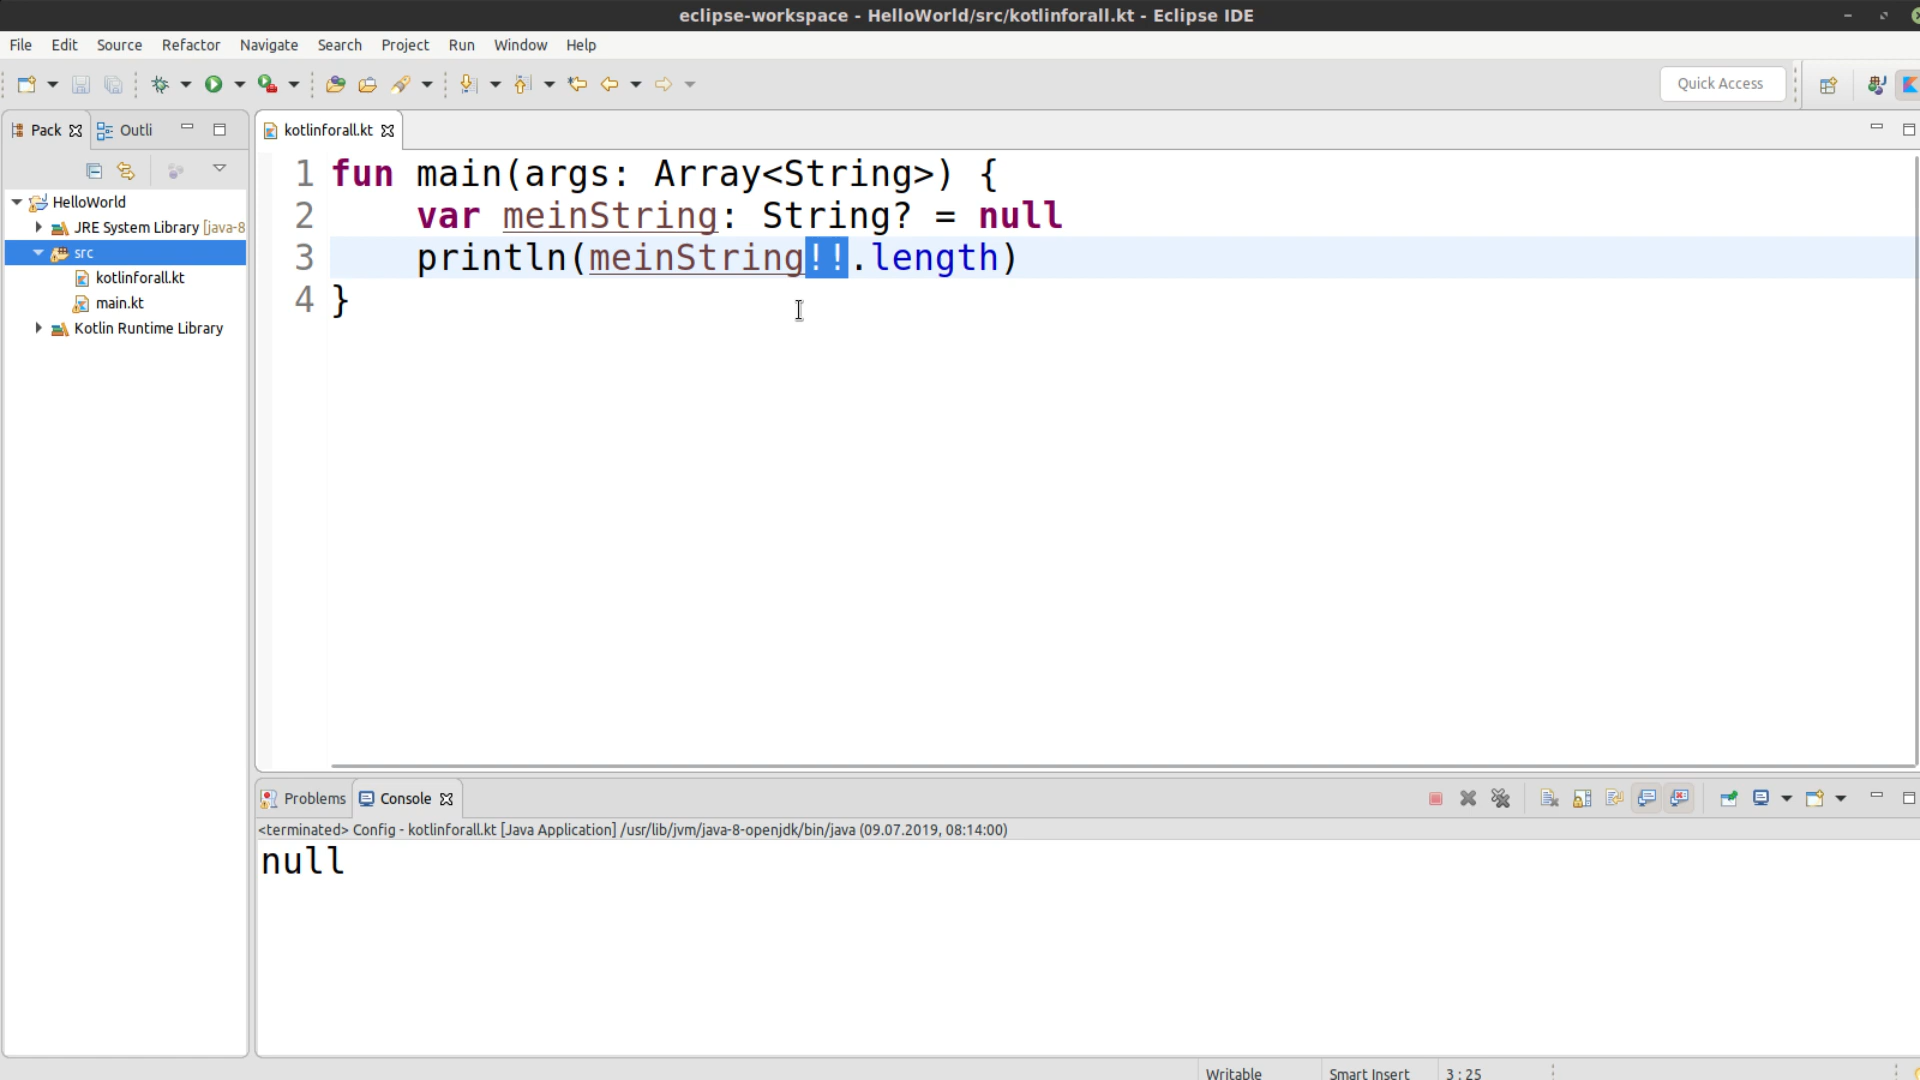 eclipse-workspace - HelloWorld/src/kotlinforall.kt - Eclipse IDE
File Edit Source Refactor Navigate Search Project Run Window Help
Quick Access
Pack Outli
kotlinforall.kt
HelloWorld
JRE System Library [java-8
src
kotlinforall.kt
main.kt
Kotlin Runtime Library
1 fun main(args: Array<String>) {
2 var meinString: String? = null
3 println(meinString!!.length)
4 }
Problems Console
<terminated> Config - kotlinforall.kt [Java Application] /usr/lib/jvm/java-8-openjdk/bin/java (09.07.2019, 08:14:00)
null
Writable Smart Insert 3 : 25